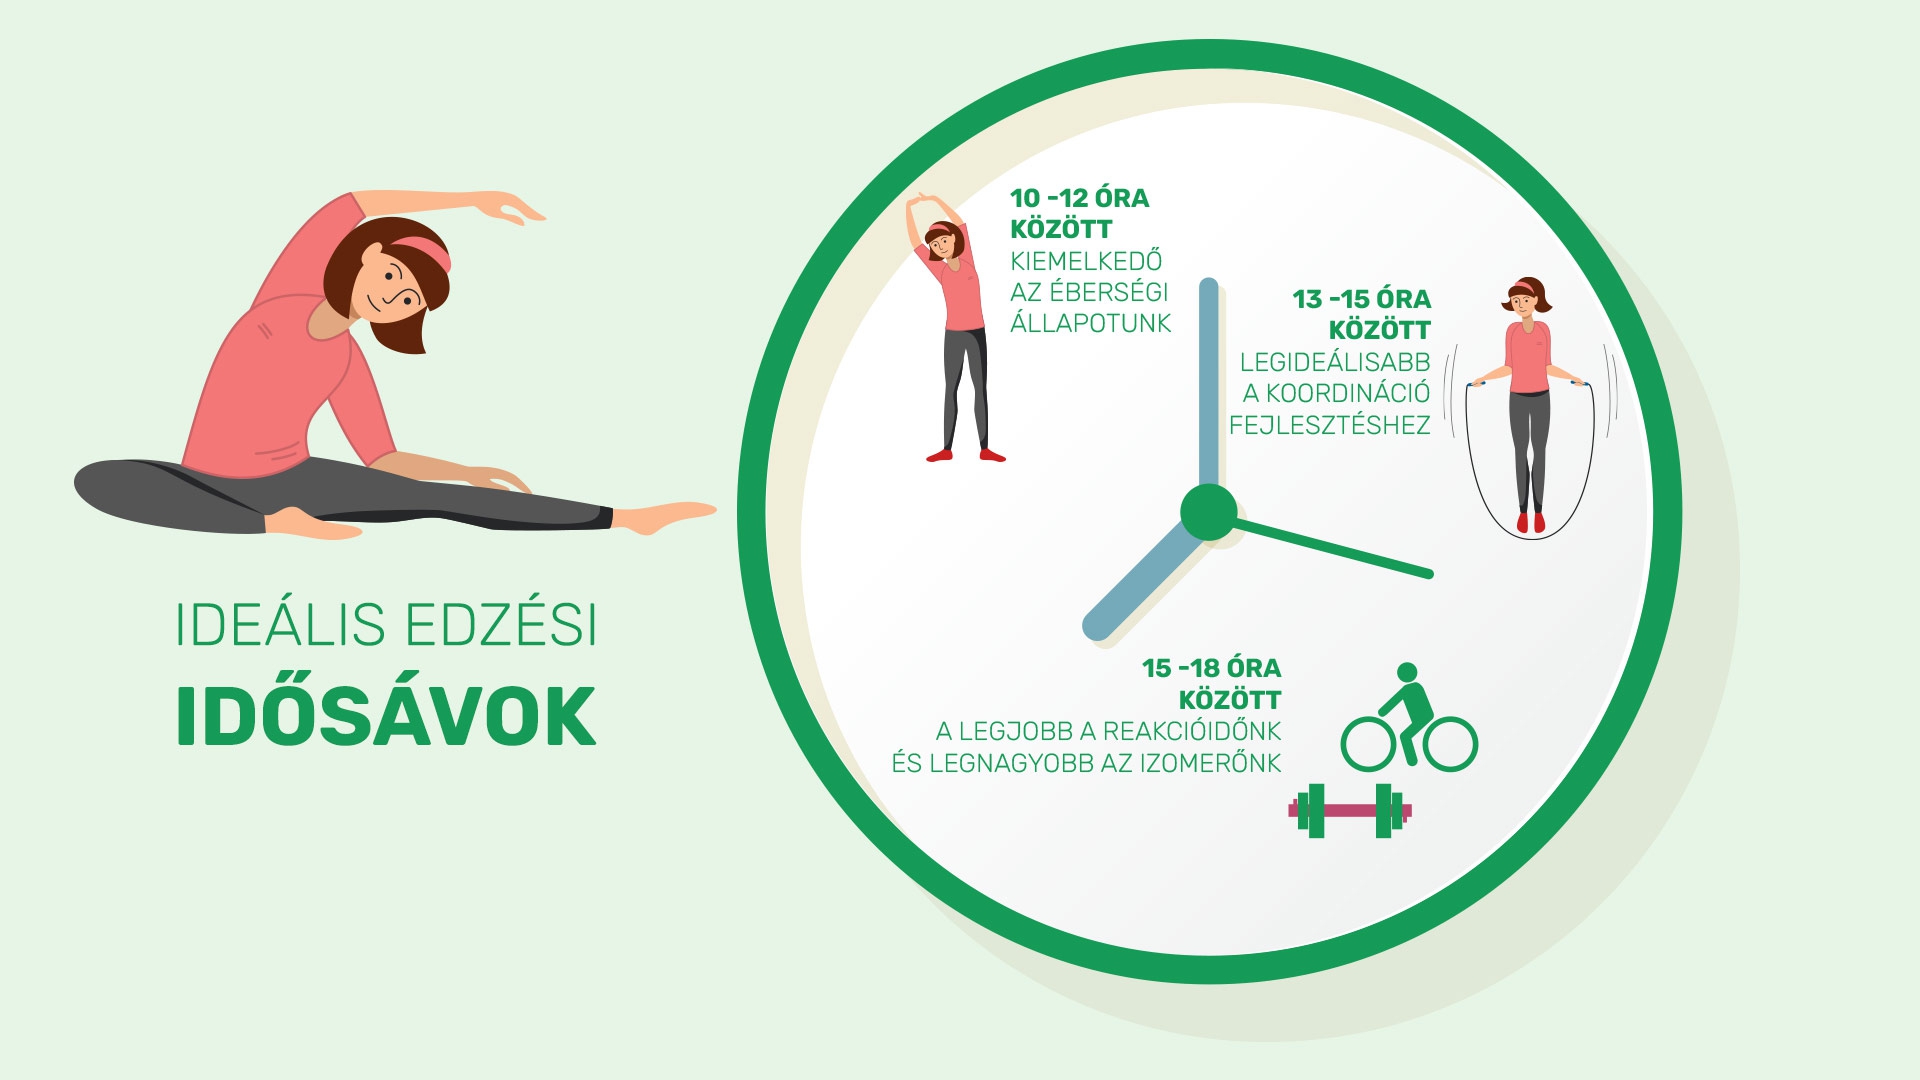 IDEÁLIS EDZÉSI
IDŐSÁVOK
10 -12 ÓRA
KÖZÖTT
KIEMELKEDŐ
AZ ÉBERSÉGI
ÁLLAPOTUNK
13 -15 ÓRA
KÖZÖTT
LEGIDEÁLISABB
A KOORDINÁCIÓ
FEJLESZTÉSHEZ
15 -18 ÓRA
KÖZÖTT
A LEGJOBB A REAKCIÓIDŐNK
ÉS LEGNAGYOBB AZ IZOMERŐNK